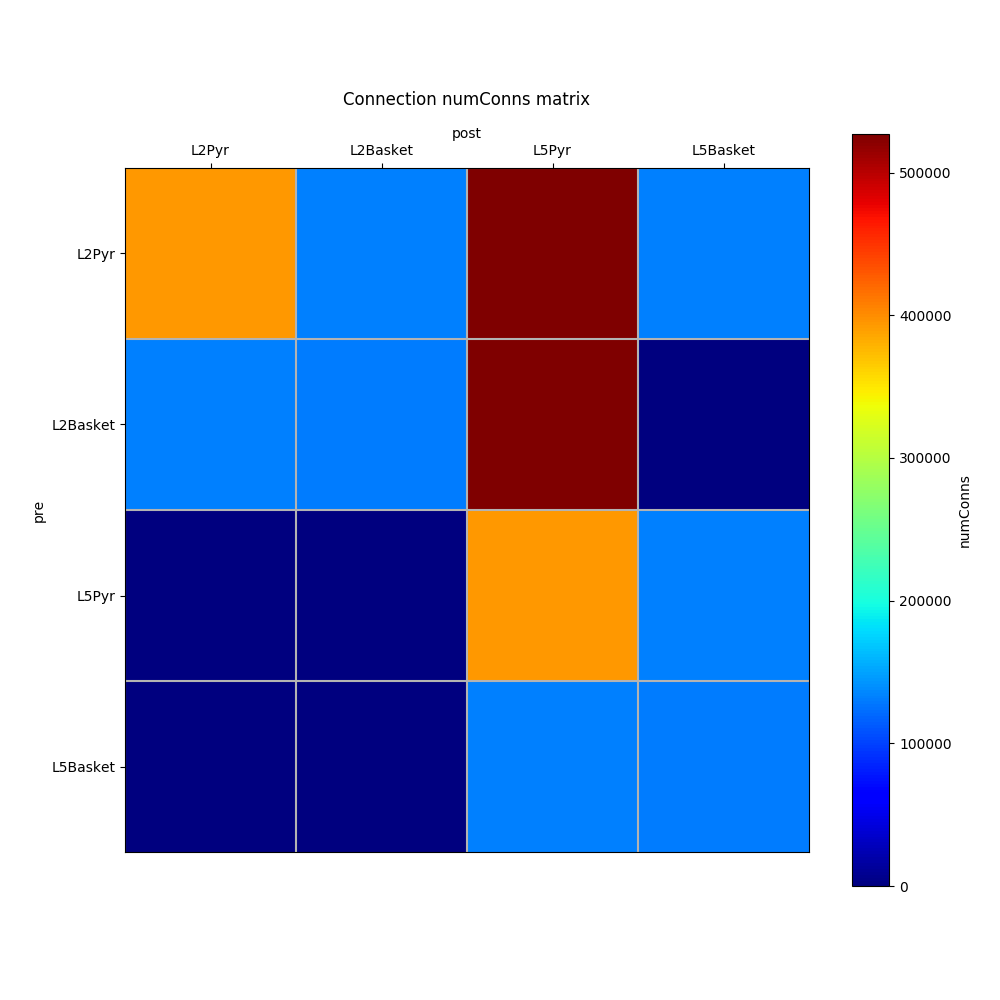 Connection numConns matrix
post
L2Pyr L2Basket L5Pyr L5Basket
L2Pyr
L2Basket
L5Pyr
L5Basket
pre
500000
400000
300000
200000
100000
0
numConns